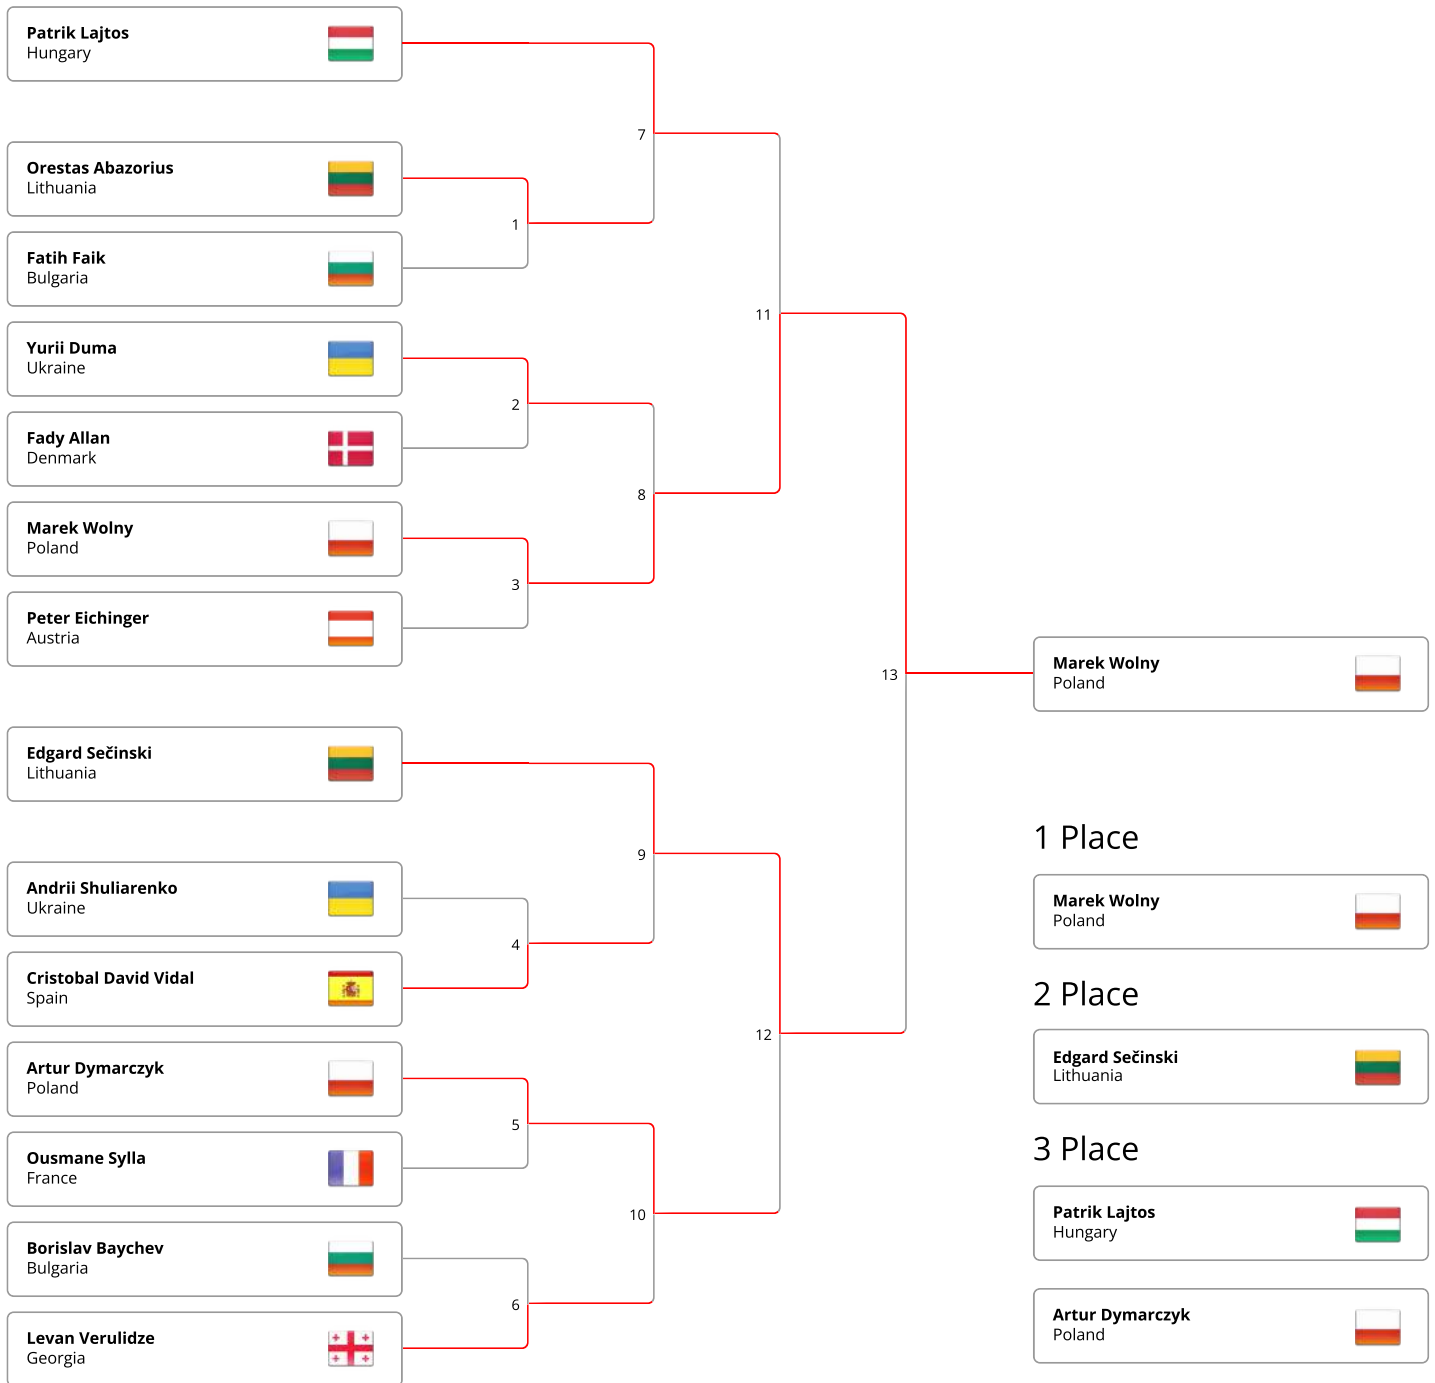 Patrik Lajtos
Hungary
7
Orestas Abazorius
Lithuania
1
Fatih Faik
Bulgaria
11
Yurii Duma
Ukraine
2
Fady Allan
Denmark
8
Marek Wolny
Poland
3
Peter Eichinger
Austria
13
Marek Wolny
Poland
Edgard Sečinski
Lithuania
9
Andrii Shuliarenko
Ukraine
4
Cristobal David Vidal
Spain
12
Artur Dymarczyk
Poland
5
Ousmane Sylla
France
10
Borislav Baychev
Bulgaria
6
Levan Verulidze
Georgia
1 Place
Marek Wolny
Poland
2 Place
Edgard Sečinski
Lithuania
3 Place
Patrik Lajtos
Hungary
Artur Dymarczyk
Poland